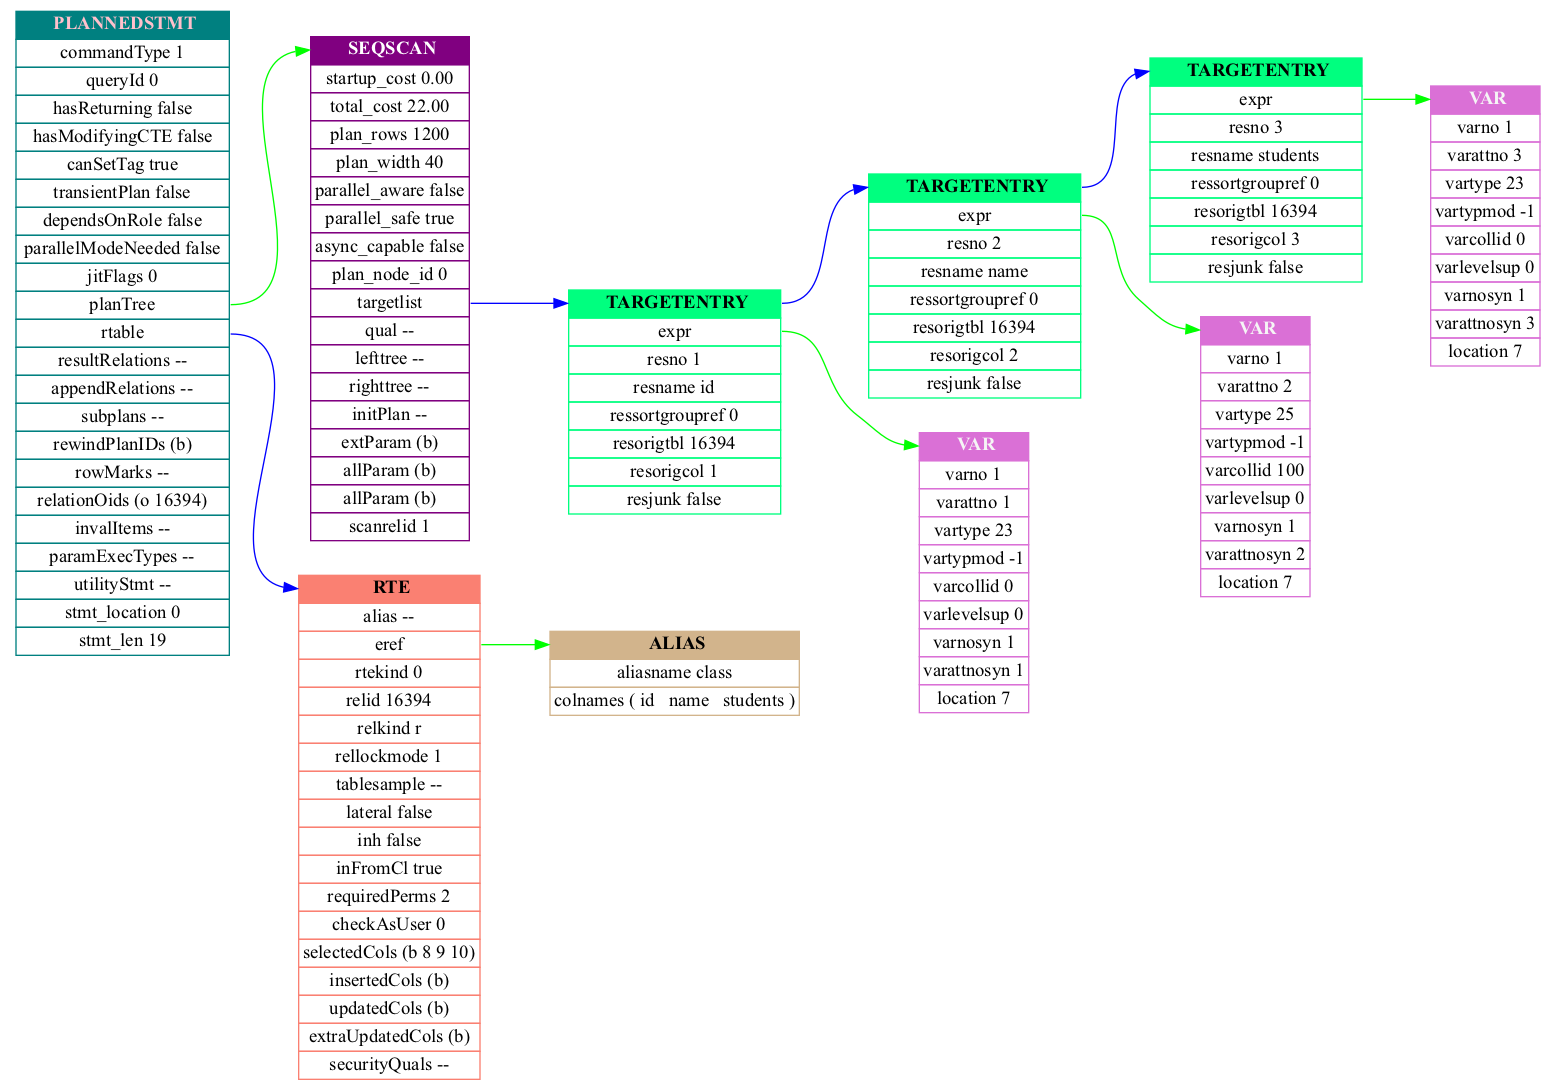 PLANNEDSTMT
commandType 1
queryId 0
hasReturning false
hasModifyingCTE false
canSetTag true
transientPlan false
dependsOnRole false
parallelModeNeeded false
jitFlags 0
planTree
rtable
resultRelations --
appendRelations --
subplans --
rewindPlanIDs (b)
rowMarks --
relationOids (o 16394)
invalItems --
paramExecTypes --
utilityStmt --
stmt_location 0
stmt_len 19
SEQSCAN
startup_cost 0.00
total_cost 22.00
plan_rows 1200
plan_width 40
parallel_aware false
parallel_safe true
async_capable false
plan_node_id 0
targetlist
qual --
lefttree --
righttree --
initPlan --
extParam (b)
allParam (b)
allParam (b)
scanrelid 1
RTE
alias --
eref
rtekind 0
relid 16394
relkind r
rellockmode 1
tablesample --
lateral false
inh false
inFromCl true
requiredPerms 2
checkAsUser 0
selectedCols (b 8 9 10)
insertedCols (b)
updatedCols (b)
extraUpdatedCols (b)
securityQuals --
ALIAS
aliasname class
colnames ( id name students )
TARGETENTRY
expr
resno 1
resname id
ressortgroupref 0
resorigtbl 16394
resorigcol 1
resjunk false
VAR
varno 1
varattno 1
vartype 23
vartypmod -1
varcollid 0
varlevelsup 0
varnosyn 1
varattnosyn 1
location 7
TARGETENTRY
expr
resno 2
resname name
ressortgroupref 0
resorigtbl 16394
resorigcol 2
resjunk false
VAR
varno 1
varattno 2
vartype 25
vartypmod -1
varcollid 100
varlevelsup 0
varnosyn 1
varattnosyn 2
location 7
TARGETENTRY
expr
resno 3
resname students
ressortgroupref 0
resorigtbl 16394
resorigcol 3
resjunk false
VAR
varno 1
varattno 3
vartype 23
vartypmod -1
varcollid 0
varlevelsup 0
varnosyn 1
varattnosyn 3
location 7